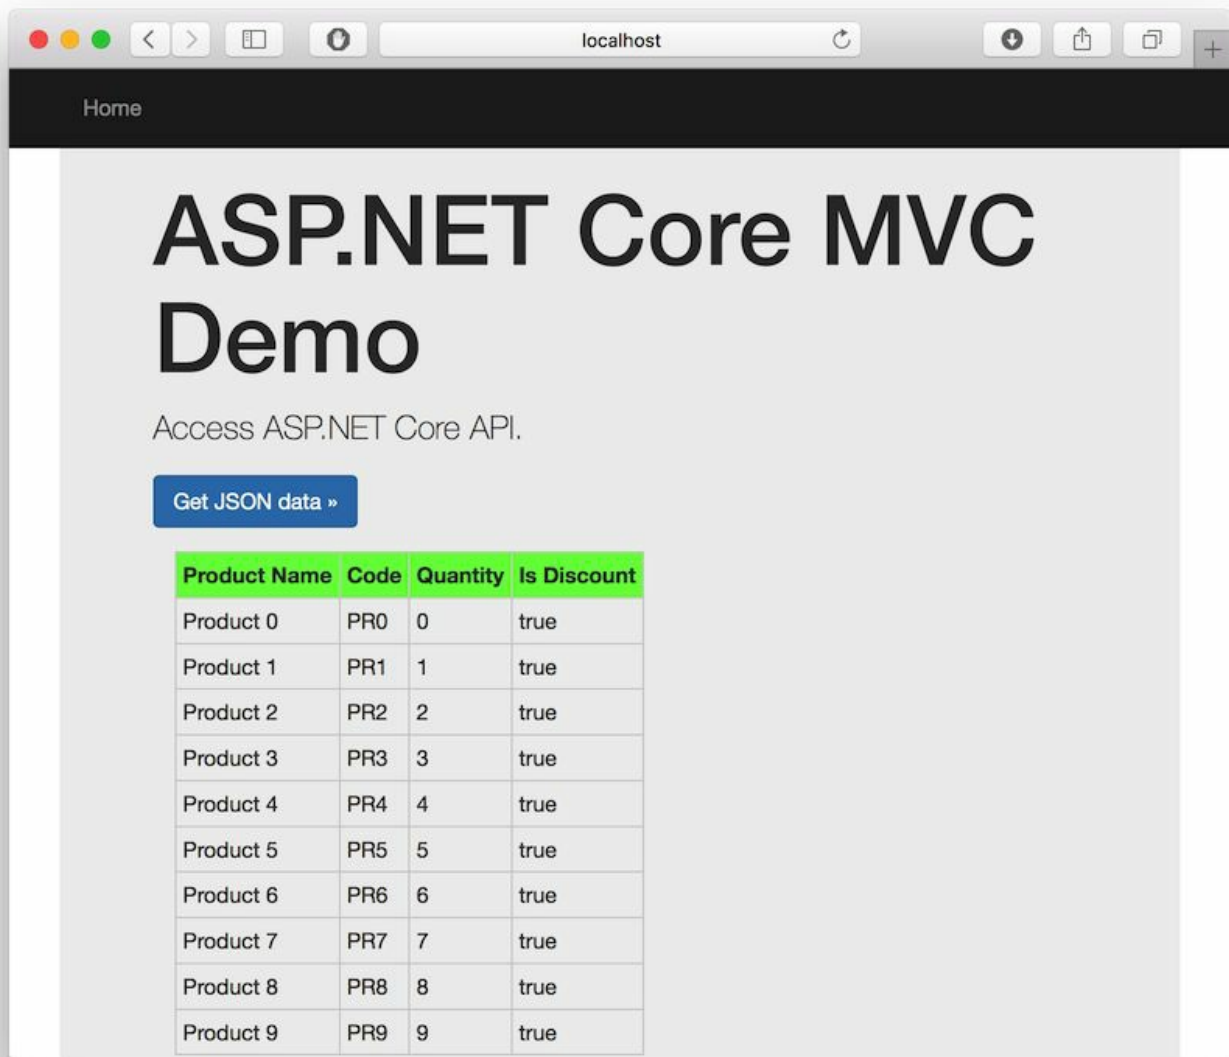 localhost
Home
ASP.NET Core MVC
Demo
Access ASP.NET Core API.
Get JSON data »
Product Name Code Quantity Is Discount
Product 0 PR0 0 true
Product 1 PR1 1 true
Product 2 PR2 2 true
Product 3 PR3 3 true
Product 4 PR4 4 true
Product 5 PR5 5 true
Product 6 PR6 6 true
Product 7 PR7 7 true
Product 8 PR8 8 true
Product 9 PR9 9 true